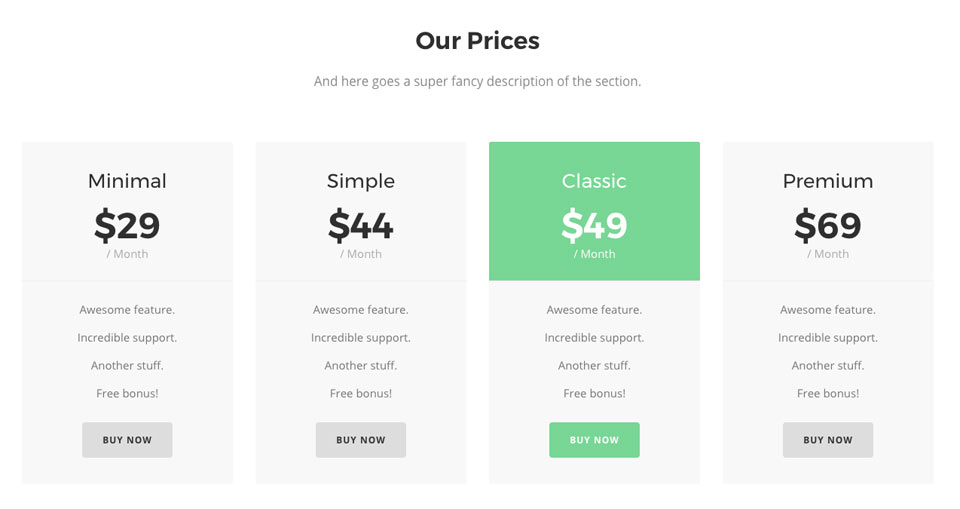 Our Prices
And here goes a super fancy description of the section.
Minimal
$29
/ Month
Awesome feature.
Incredible support.
Another stuff.
Free bonus!
BUY NOW
Simple
$44
/ Month
Awesome feature.
Incredible support.
Another stuff.
Free bonus!
BUY NOW
Classic
$49
/ Month
Awesome feature.
Incredible support.
Another stuff.
Free bonus!
BUY NOW
Premium
$69
/ Month
Awesome feature.
Incredible support.
Another stuff.
Free bonus!
BUY NOW